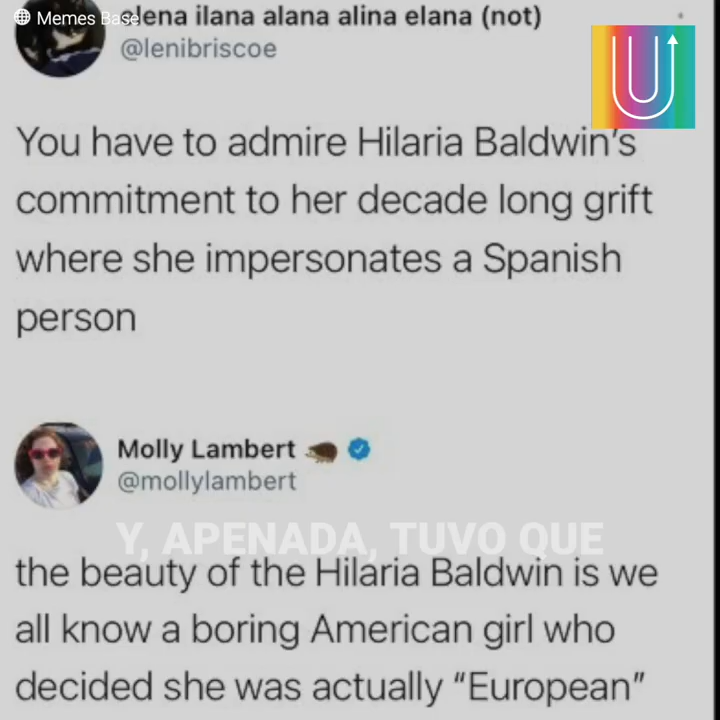 Memes Base
elena ilana alana alina elana (not)
@lenibriscoe
U
You have to admire Hilaria Baldwin's
commitment to her decade long grift
where she impersonates a Spanish
person
Molly Lambert
@mollylambert
Y, APENADA, TUVO QUE
the beauty of the Hilaria Baldwin is we
all know a boring American girl who
decided she was actually “European”